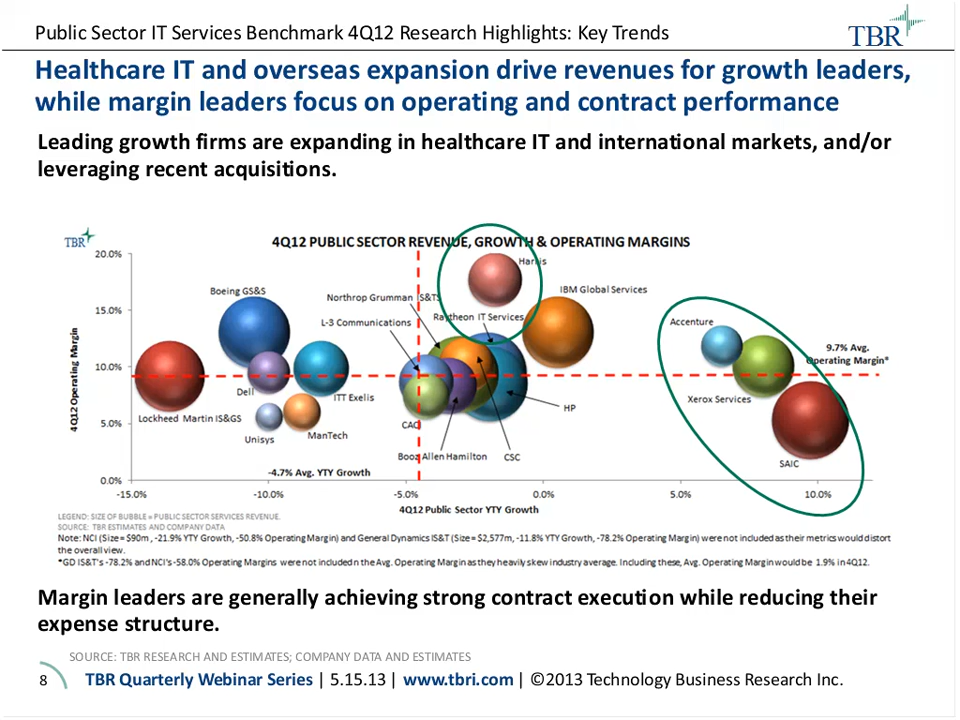 Public Sector IT Services Benchmark 4Q12 Research Highlights: Key Trends
TBR
Healthcare IT and overseas expansion drive revenues for growth leaders,
while margin leaders focus on operating and contract performance
Leading growth firms are expanding in healthcare IT and international markets, and/or
leveraging recent acquisitions.
TBR
4Q12 PUBLIC SECTOR REVENUE, GROWTH & OPERATING MARGINS
20.0%
Harris
Boeing GS&S
Northrop Grumman IS&TS
IBM Global Services
15.0%
L-3 Communications
Raytheon IT Services
Accenture
9.7% Avg.
Operating Margin*
10.0%
4Q12 Operating Margin
Dell
ITT Exelis
Xerox Services
HP
5.0%
Lockheed Martin IS&GS
CACI
Unisys
ManTech
Booz Allen Hamilton
CSC
SAIC
-4.7% Avg. YTY Growth
0.0%
-15.0%
-10.0%
-5.0%
0.0%
5.0%
10.0%
4Q12 Public Sector YTY Growth
LEGEND: SIZE OF BUBBLE = PUBLIC SECTOR SERVICES REVENUE.
SOURCE: TBR ESTIMATES AND COMPANY DATA
Note: NCI (Size = $90m, -21.9% YTY Growth, -50.8% Operating Margin) and General Dynamics IS&T (Size = $2,577m, -11.8% YTY Growth, -78.2% Operating Margin) were not included as their metrics would distort
the overall view.
*GD IS&T's -78.2% and NCI's -58.0% Operating Margins were not included n the Avg. Operating Margin as they heavily skew industry average. Including these, Avg. Operating Margin would be 1.9% in 4Q12.
Margin leaders are generally achieving strong contract execution while reducing their
expense structure.
SOURCE: TBR RESEARCH AND ESTIMATES; COMPANY DATA AND ESTIMATES
8 TBR Quarterly Webinar Series | 5.15.13 | www.tbri.com | ©2013 Technology Business Research Inc.